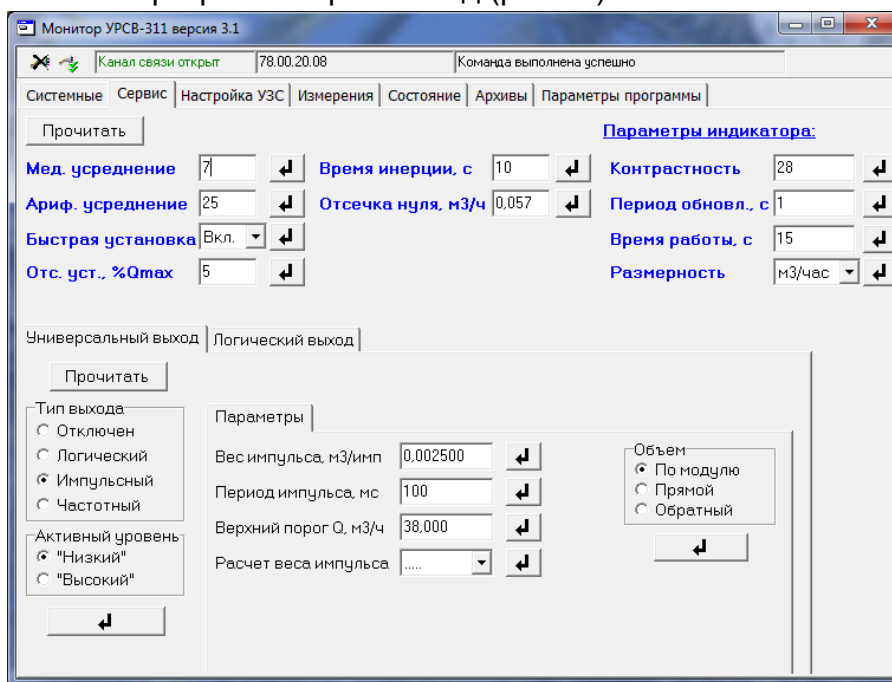 Монитор УРСВ-311 версия 3.1
Канал связи открыт 78.00.20.08 Команда выполнена успешно
Системные Сервис Настройка УЗС Измерения Состояние Архивы Параметры программы
Прочитать Параметры индикатора:
Мед. усреднение 7 Время инерции, с 10 Контрастность 28
Ариф. усреднение 25 Отсечка нуля, м3/ч 0,057 Период обновл., с 1
Быстрая установка Вкл. Время работы, с 15
Отс. уст., %Qmax 5 Размерность м3/час
Универсальный выход Логический выход
Прочитать
Тип выхода
Отключен
Логический
Импульсный
Частотный
Активный уровень
"Низкий"
"Высокий"
Параметры
Вес импульса, м3/имп 0,002500
Период импульса, мс 100
Верхний порог Q, м3/ч 38,000
Расчет веса импульса .....
Объем
По модулю
Прямой
Обратный